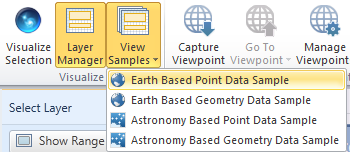 Visualize Selection
Layer Manager
View Samples
Capture Viewpoint
Go To Viewpoint
Manage Viewpoint
Visualize
Earth Based Point Data Sample
Earth Based Geometry Data Sample
Astronomy Based Point Data Sample
Astronomy Based Geometry Data Sample
Select Layer
Show Range